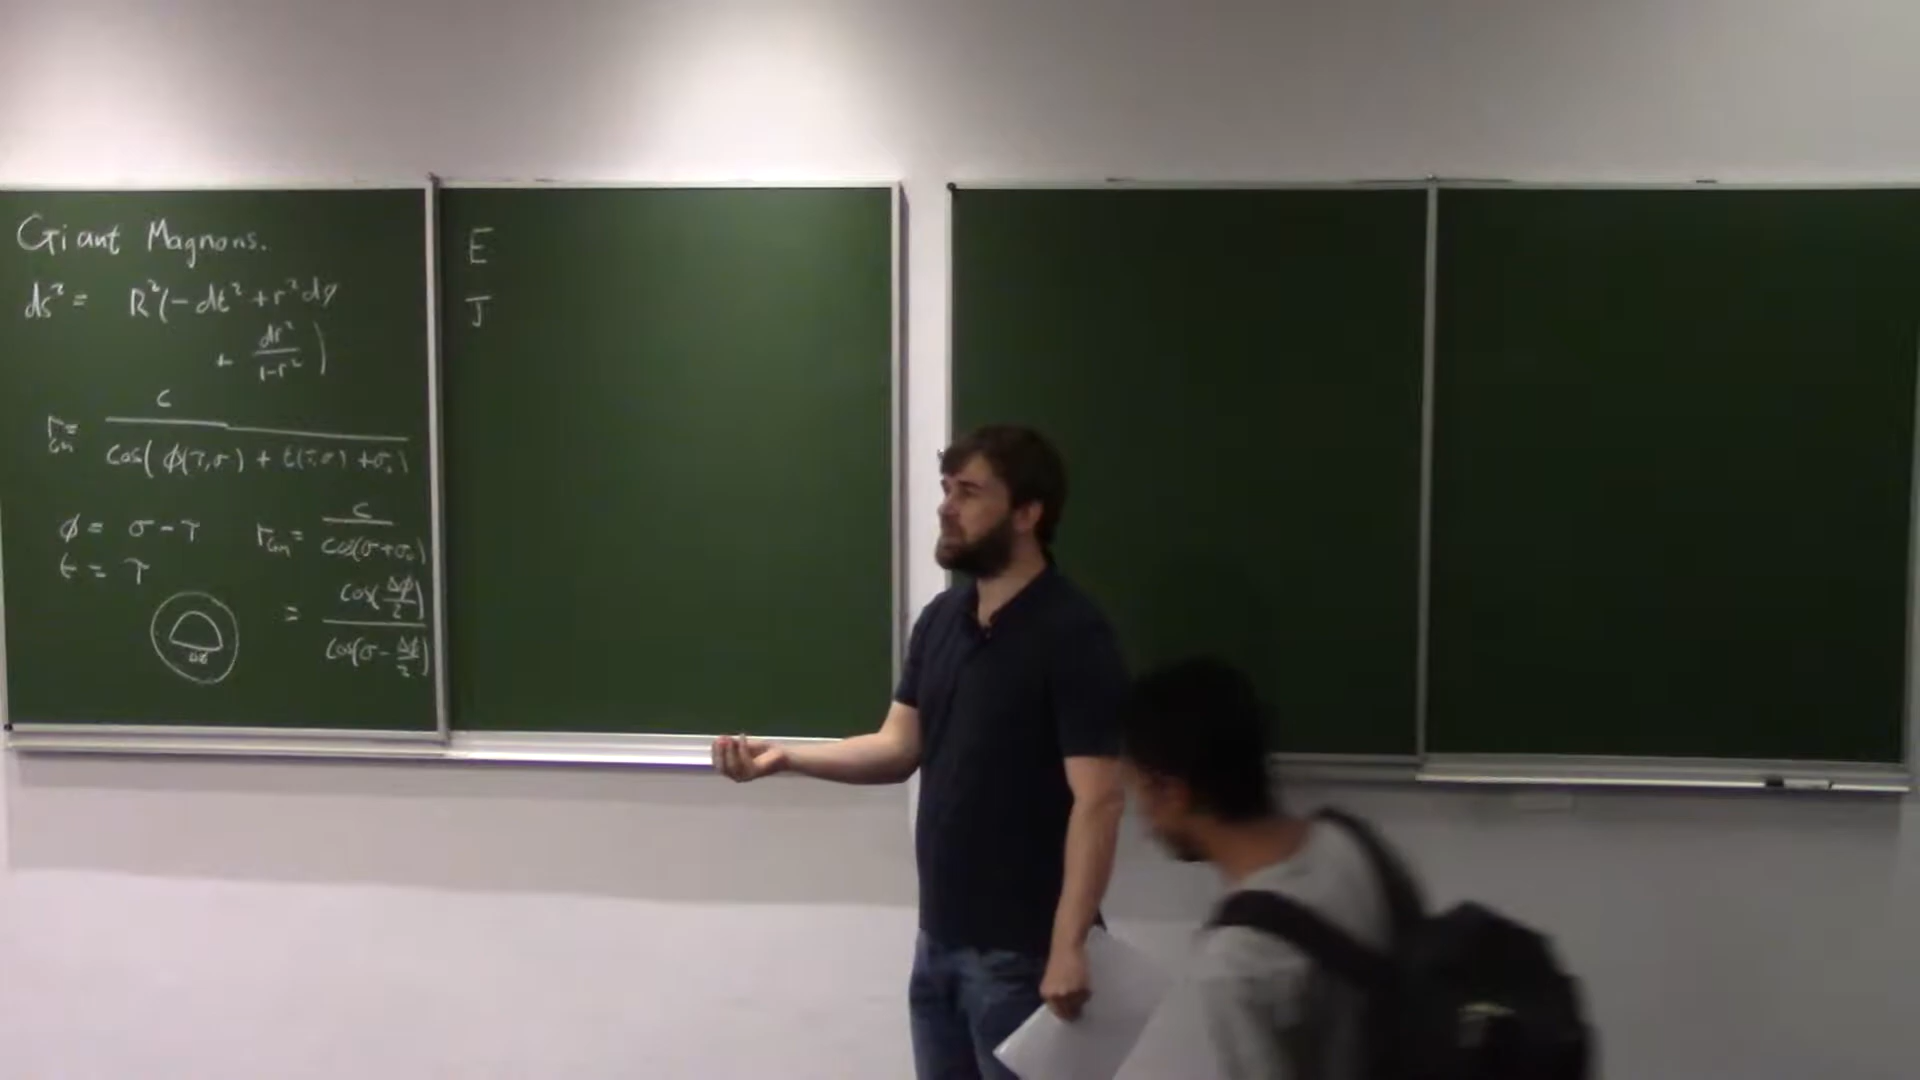 Giant Magnons.
ds² = R²(-dt² + r²dφ
+ dr²/(1-r²))
r_GM = c/cos(φ(τ,σ) + t(τ,σ) + σ₀)
φ = σ - τ
t = τ
r_GM = c/cos(σ+σ₀)
= cos(Δφ/2)/cos(σ - Δφ/2)
E
J